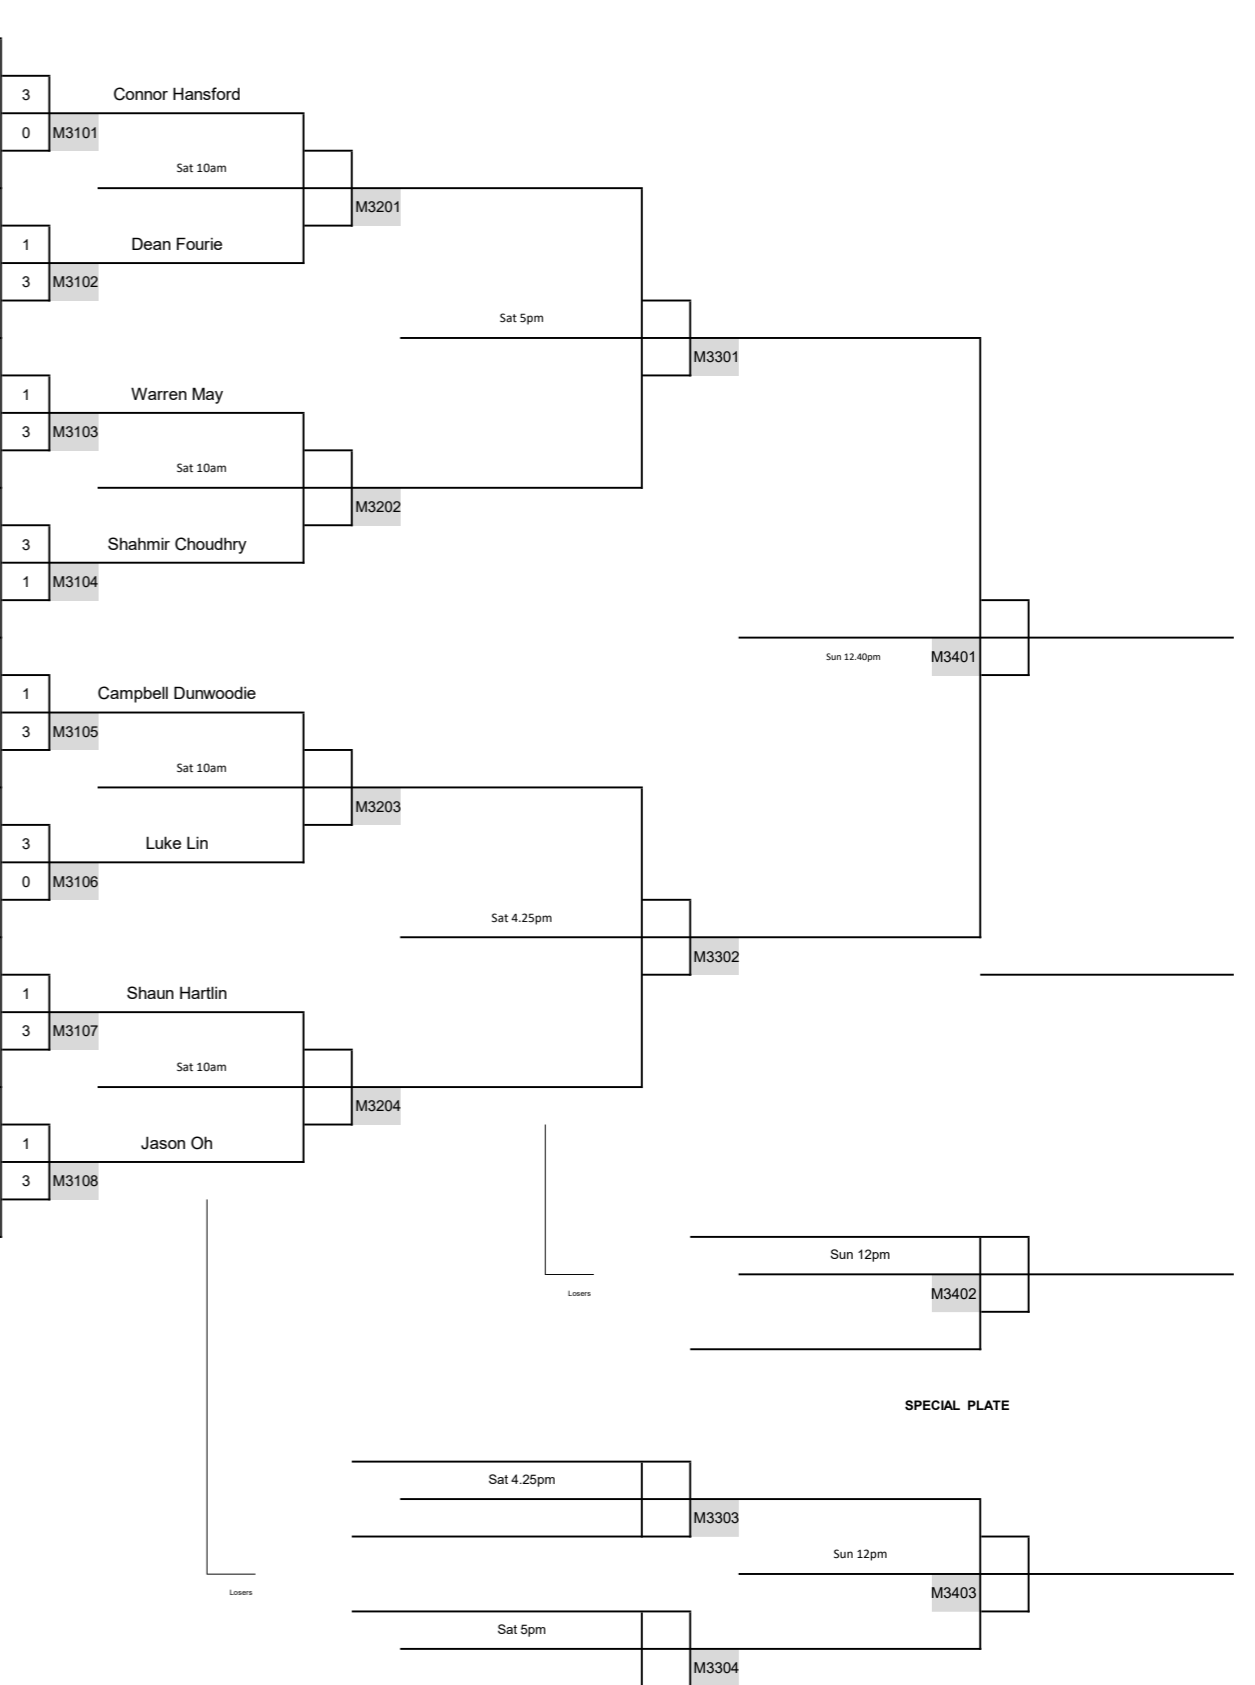 3 Connor Hansford
0 M3101
Sat 10am
M3201
1 Dean Fourie
3 M3102
Sat 5pm
M3301
1 Warren May
3 M3103
Sat 10am
M3202
3 Shahmir Choudhry
1 M3104
Sun 12.40pm M3401
1 Campbell Dunwoodie
3 M3105
Sat 10am
M3203
3 Luke Lin
0 M3106
Sat 4.25pm
M3302
1 Shaun Hartlin
3 M3107
Sat 10am
M3204
1 Jason Oh
3 M3108
Sun 12pm
Losers M3402
SPECIAL PLATE
Sat 4.25pm
M3303
Sun 12pm
Losers M3403
Sat 5pm
M3304